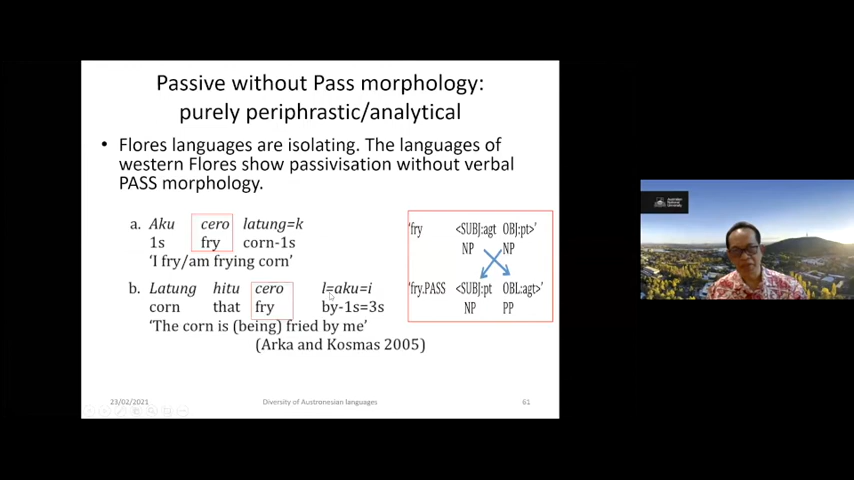 Passive without Pass morphology:
purely periphrastic/analytical
• Flores languages are isolating. The languages of
western Flores show passivisation without verbal
PASS morphology.
a. Aku cero latung=k
1s fry corn-1s
'I fry/am frying corn'
b. Latung hitu cero l=aku=i
corn that fry by-1s=3s
'The corn is (being) fried by me'
(Arka and Kosmas 2005)
'fry <SUBJ:agt OBJ:pt>'
NP NP
'fry.PASS <SUBJ:pt OBL:agt>'
NP PP
23/02/2021 Diversity of Austronesian languages 61
Australian
National
University